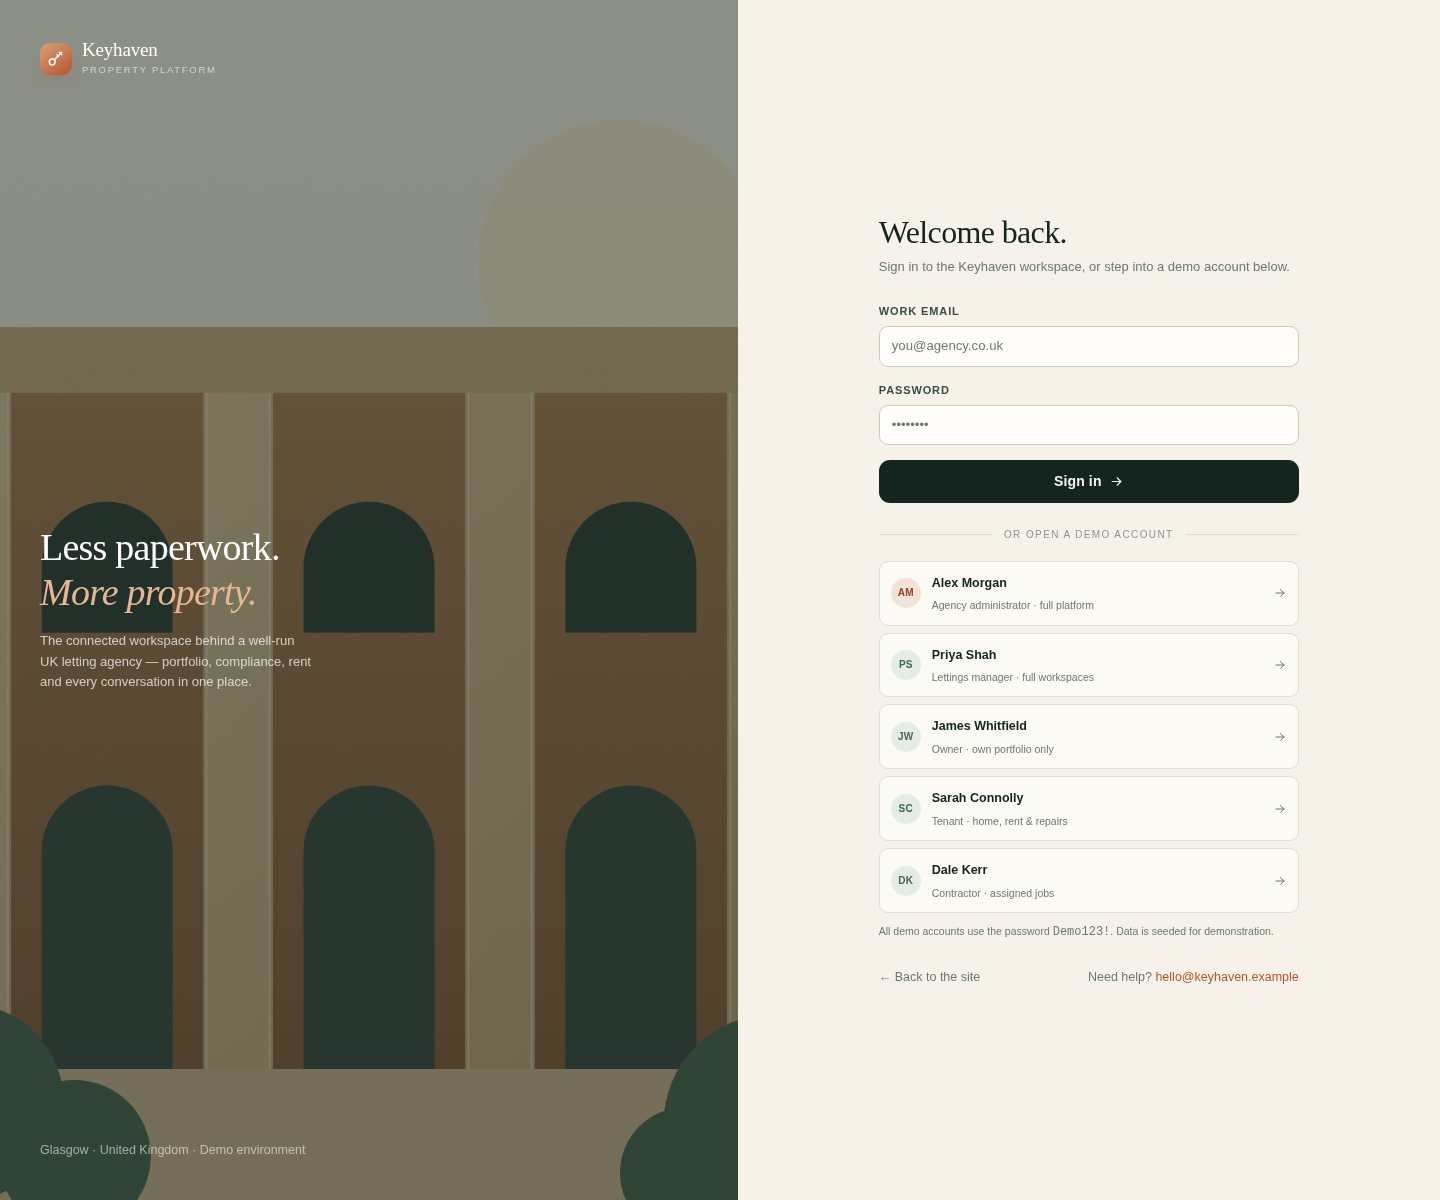 Keyhaven
PROPERTY PLATFORM
Less paperwork.
More property.
The connected workspace behind a well-run
UK letting agency — portfolio, compliance, rent
and every conversation in one place.
Glasgow · United Kingdom · Demo environment
Welcome back.
Sign in to the Keyhaven workspace, or step into a demo account below.
WORK EMAIL
you@agency.co.uk
PASSWORD
••••••••
Sign in →
OR OPEN A DEMO ACCOUNT
AM
Alex Morgan
Agency administrator · full platform
→
PS
Priya Shah
Lettings manager · full workspaces
→
JW
James Whitfield
Owner · own portfolio only
→
SC
Sarah Connolly
Tenant · home, rent & repairs
→
DK
Dale Kerr
Contractor · assigned jobs
→
All demo accounts use the password Demo123!. Data is seeded for demonstration.
← Back to the site
Need help? hello@keyhaven.example